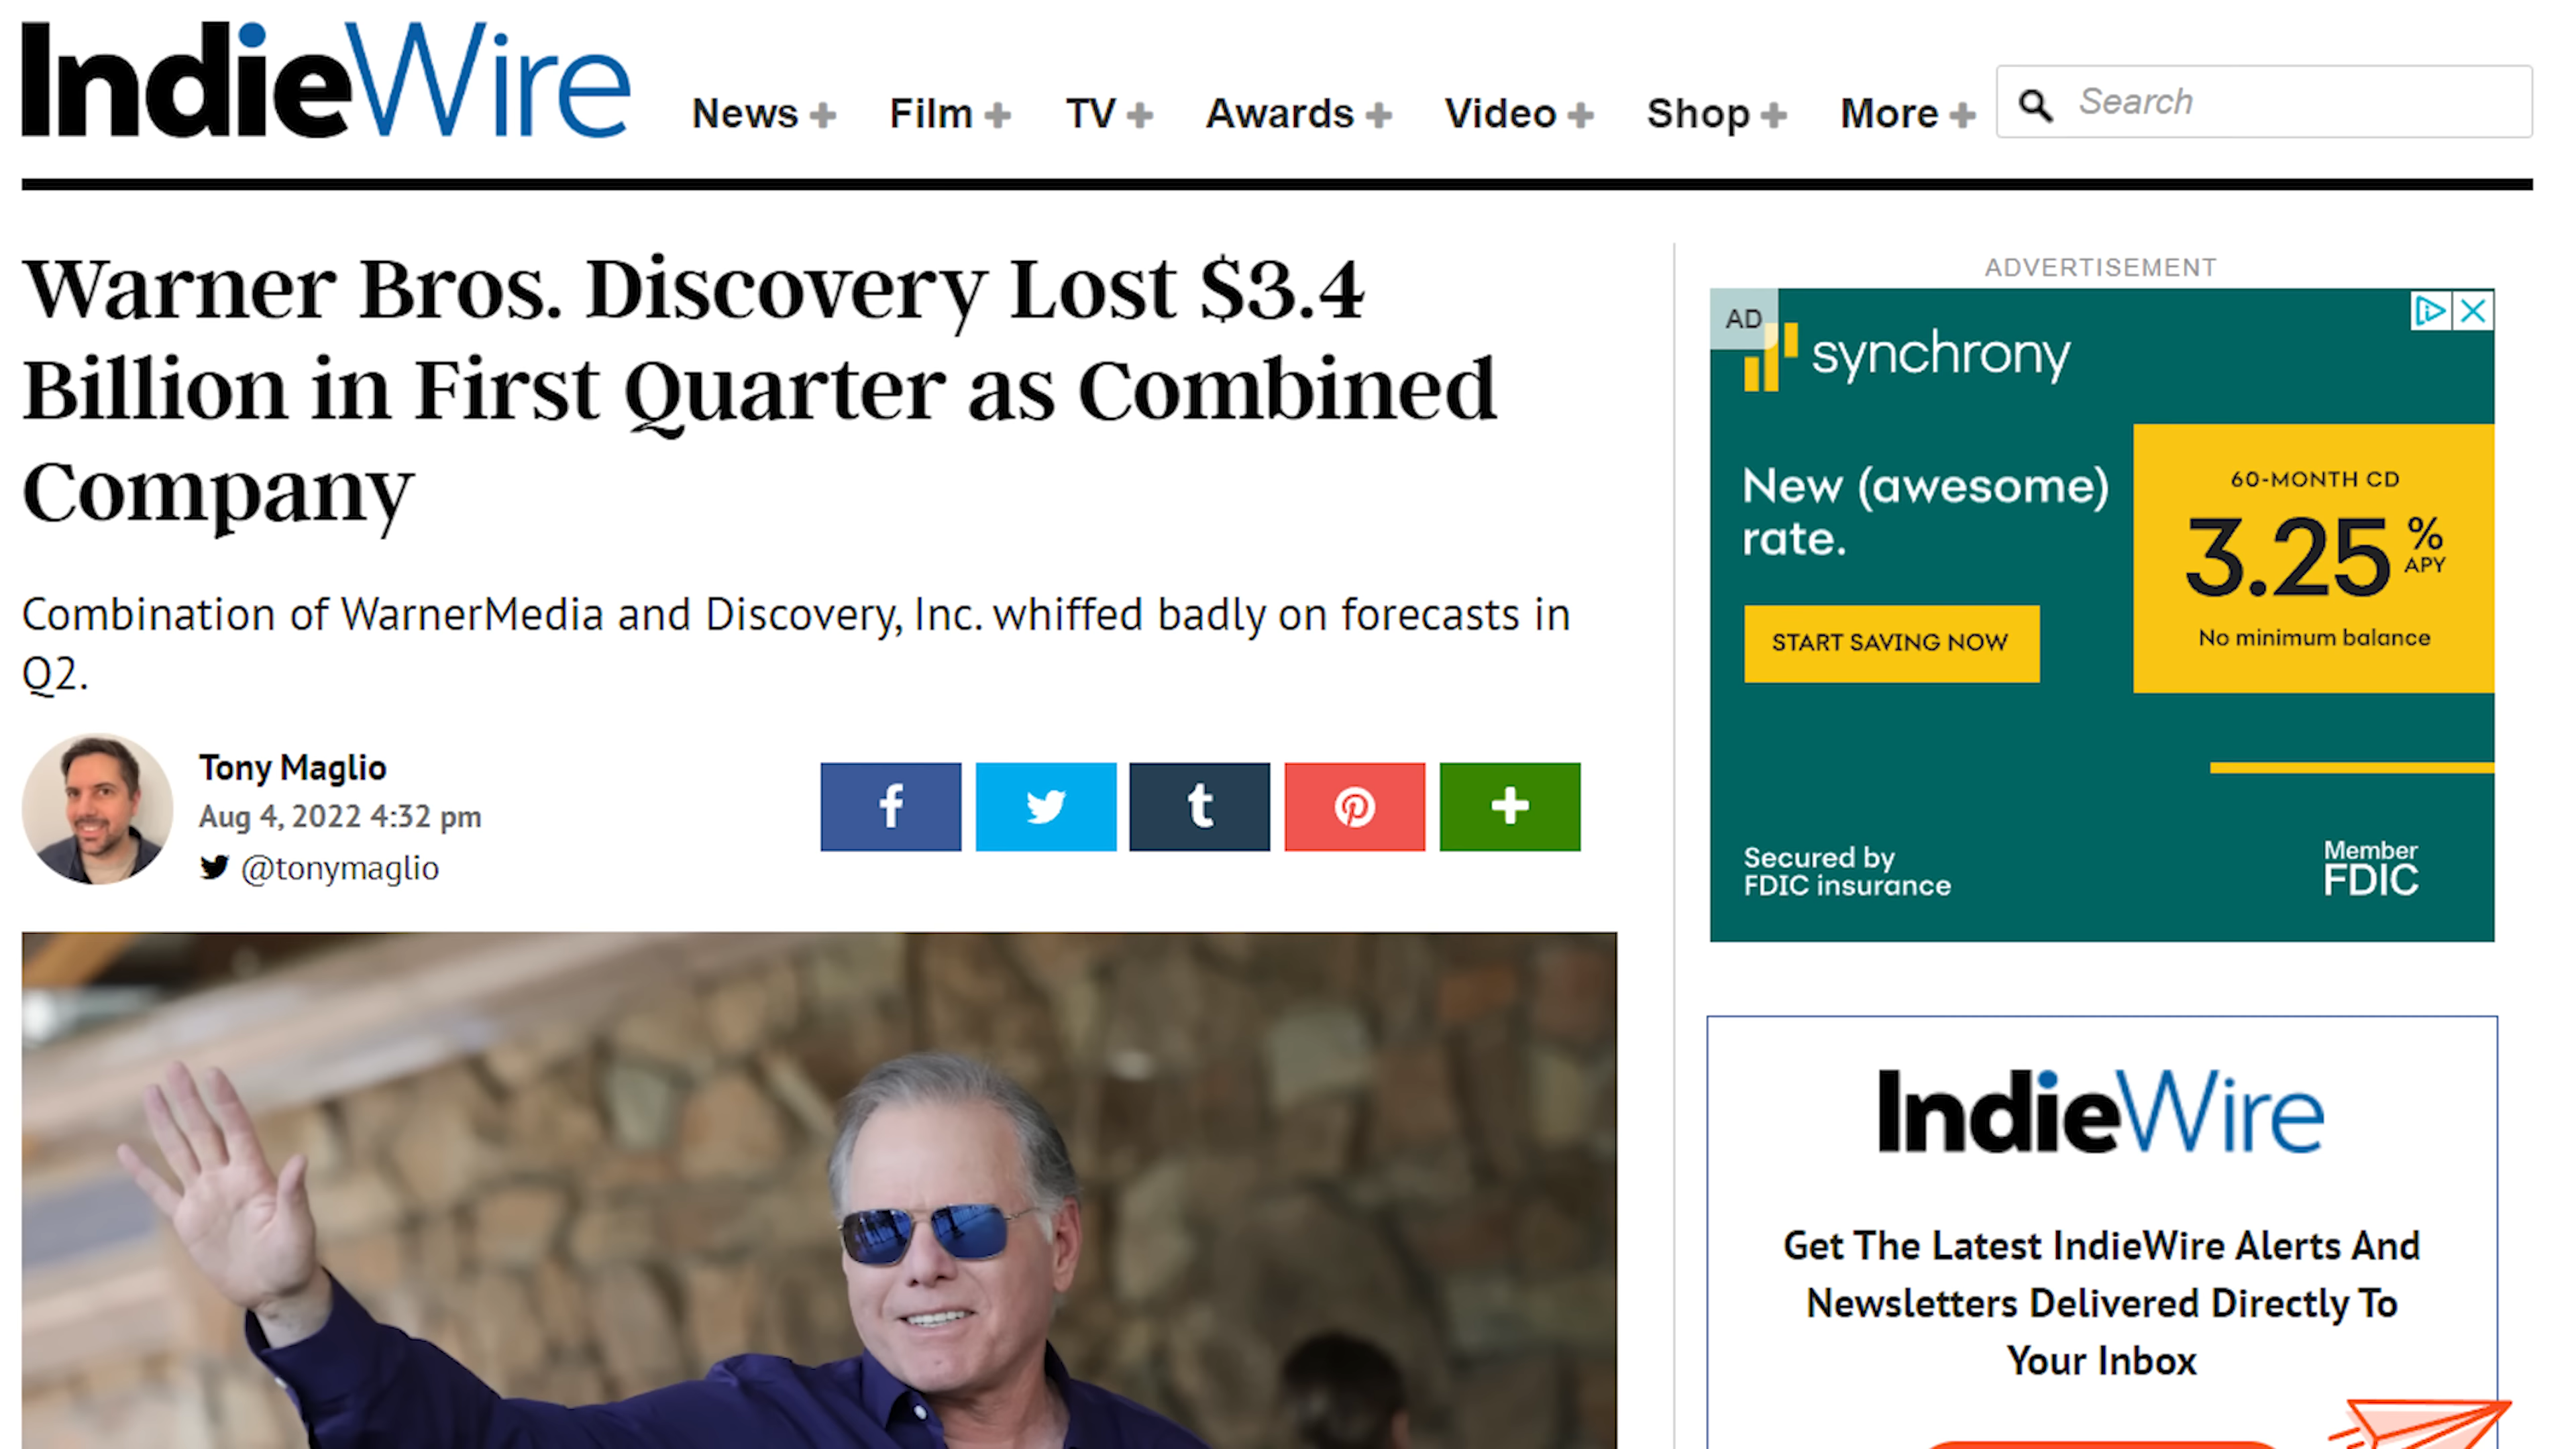 IndieWire
News + Film + TV + Awards + Video + Shop + More +
Search
Warner Bros. Discovery Lost $3.4
Billion in First Quarter as Combined
Company
Combination of WarnerMedia and Discovery, Inc. whiffed badly on forecasts in
Q2.
Tony Maglio
Aug 4, 2022 4:32 pm
@tonymaglio
f
t
+
ADVERTISEMENT
AD
synchrony
New (awesome)
rate.
START SAVING NOW
60-MONTH CD
3.25 %
APY
No minimum balance
Secured by
FDIC insurance
Member
FDIC
IndieWire
Get The Latest IndieWire Alerts And
Newsletters Delivered Directly To
Your Inbox